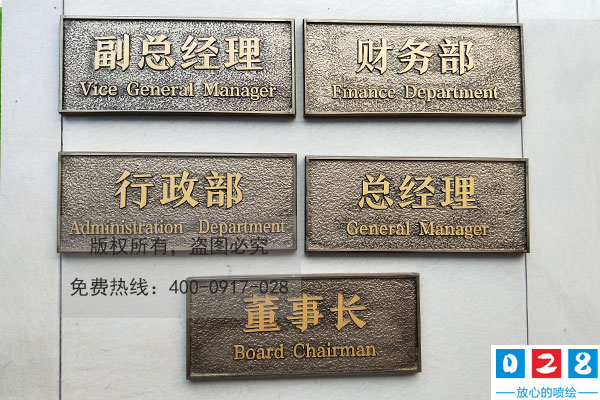 副总经理
Vice General Manager
财务部
Finance Department
行政部
Administration Department
总经理
General Manager
版权所有，盗图必究
免费热线：400-0917-028
董事长
Board Chairman
028
放心的喷绘